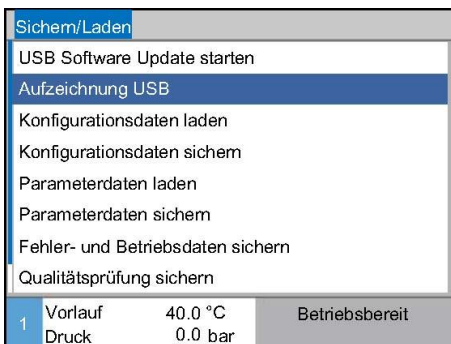 Sichern/Laden
USB Software Update starten
Aufzeichnung USB
Konfigurationsdaten laden
Konfigurationsdaten sichern
Parameterdaten laden
Parameterdaten sichern
Fehler- und Betriebsdaten sichern
Qualitätsprüfung sichern
1 Vorlauf 40.0 °C Betriebsbereit
Druck 0.0 bar